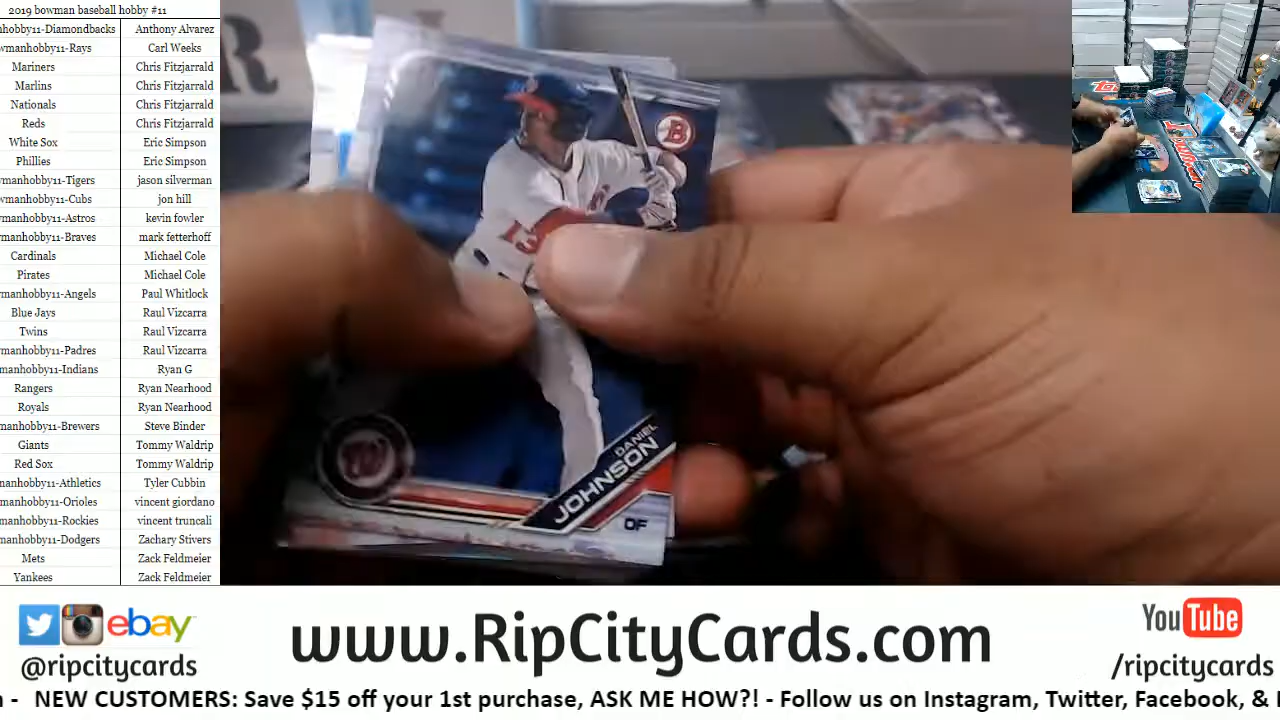 2019 bowman baseball hobby #11
hobby11-Diamondbacks Anthony Alvarez
wmanhobby11-Rays Carl Weeks
Mariners Chris Fitzjarrald
Marlins Chris Fitzjarrald
Nationals Chris Fitzjarrald
Reds Chris Fitzjarrald
White Sox Eric Simpson
Phillies Eric Simpson
wmanhobby11-Tigers jason silverman
wmanhobby11-Cubs jon hill
wmanhobby11-Astros kevin fowler
wmanhobby11-Braves mark fetterhoff
Cardinals Michael Cole
Pirates Michael Cole
manhobby11-Angels Paul Whitlock
Blue Jays Raul Vizcarra
Twins Raul Vizcarra
manhobby11-Padres Raul Vizcarra
manhobby11-Indians Ryan G
Rangers Ryan Nearhood
Royals Ryan Nearhood
manhobby11-Brewers Steve Binder
Giants Tommy Waldrip
Red Sox Tommy Waldrip
manhobby11-Athletics Tyler Cubbin
manhobby11-Orioles vincent giordano
manhobby11-Rockies vincent truncali
manhobby11-Dodgers Zachary Stivers
Mets Zack Feldmeier
Yankees Zack Feldmeier
B
13
W
DANIEL
JOHNSON
OF
ebay
@ripcitycards
www.RipCityCards.com
YouTube
/ripcitycards
- NEW CUSTOMERS: Save $15 off your 1st purchase, ASK ME HOW?! - Follow us on Instagram, Twitter, Facebook, &